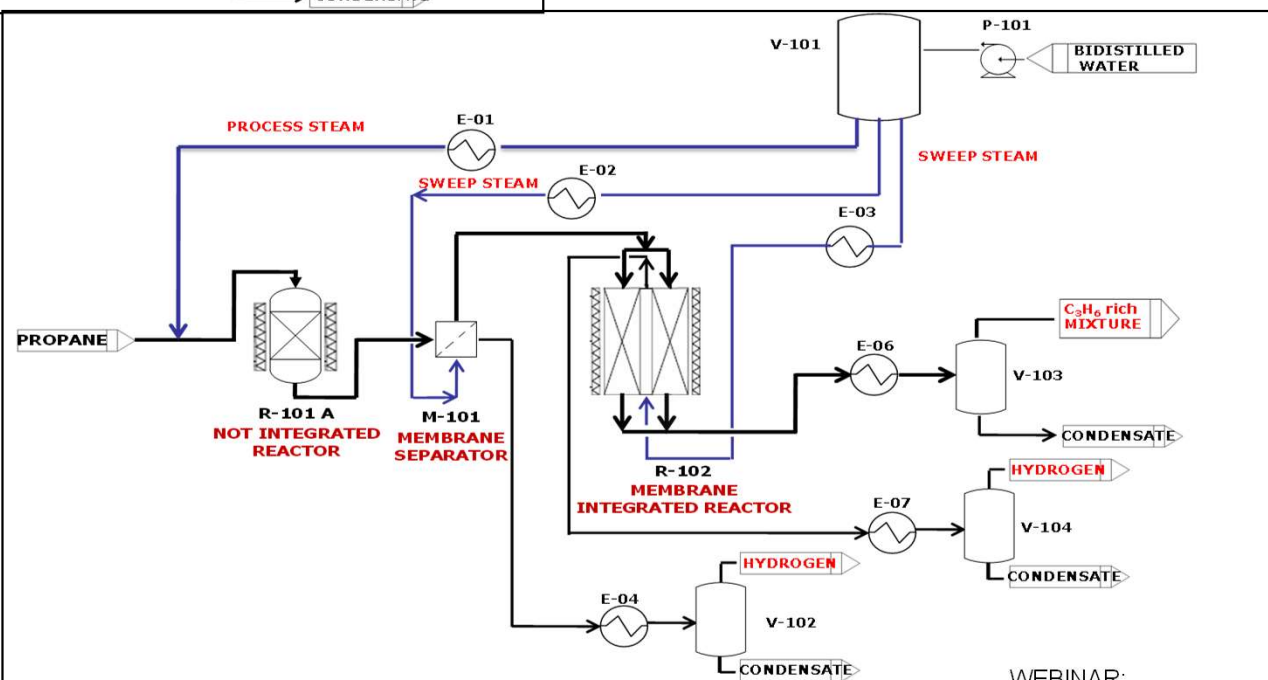 P-101
V-101
BIDISTILLED
WATER
E-01
PROCESS STEAM
SWEEP STEAM
E-02
SWEEP STEAM
E-03
C₃H₆ rich
MIXTURE
PROPANE
E-06
V-103
R-101 A
NOT INTEGRATED
REACTOR
M-101
MEMBRANE
SEPARATOR
CONDENSATE
R-102
MEMBRANE
INTEGRATED REACTOR
HYDROGEN
E-07
V-104
CONDENSATE
HYDROGEN
E-04
V-102
CONDENSATE
WEBINAR: